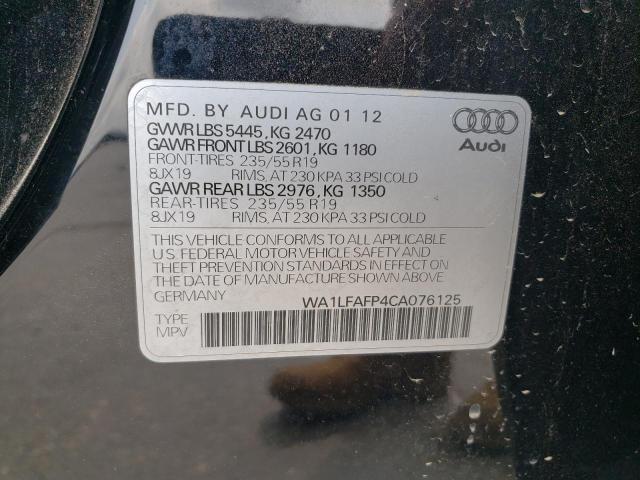 MFD. BY AUDI AG 01 12
GVWR LBS 5445, KG 2470
GAWR FRONT LBS 2601, KG 1180
FRONT-TIRES 235/55 R19
8JX19 RIMS, AT 230 KPA 33 PSI COLD
GAWR REAR LBS 2976, KG 1350
REAR-TIRES 235/55 R19
8JX19 RIMS, AT 230 KPA 33 PSI COLD
Audi
THIS VEHICLE CONFORMS TO ALL APPLICABLE
U.S FEDERAL MOTOR VEHICLE SAFETY AND
THEFT PREVENTION STANDARDS IN EFFECT ON
THE DATE OF MANUFACTURE SHOWN ABOVE
GERMANY WA1LFAFP4CA076125
TYPE
MPV